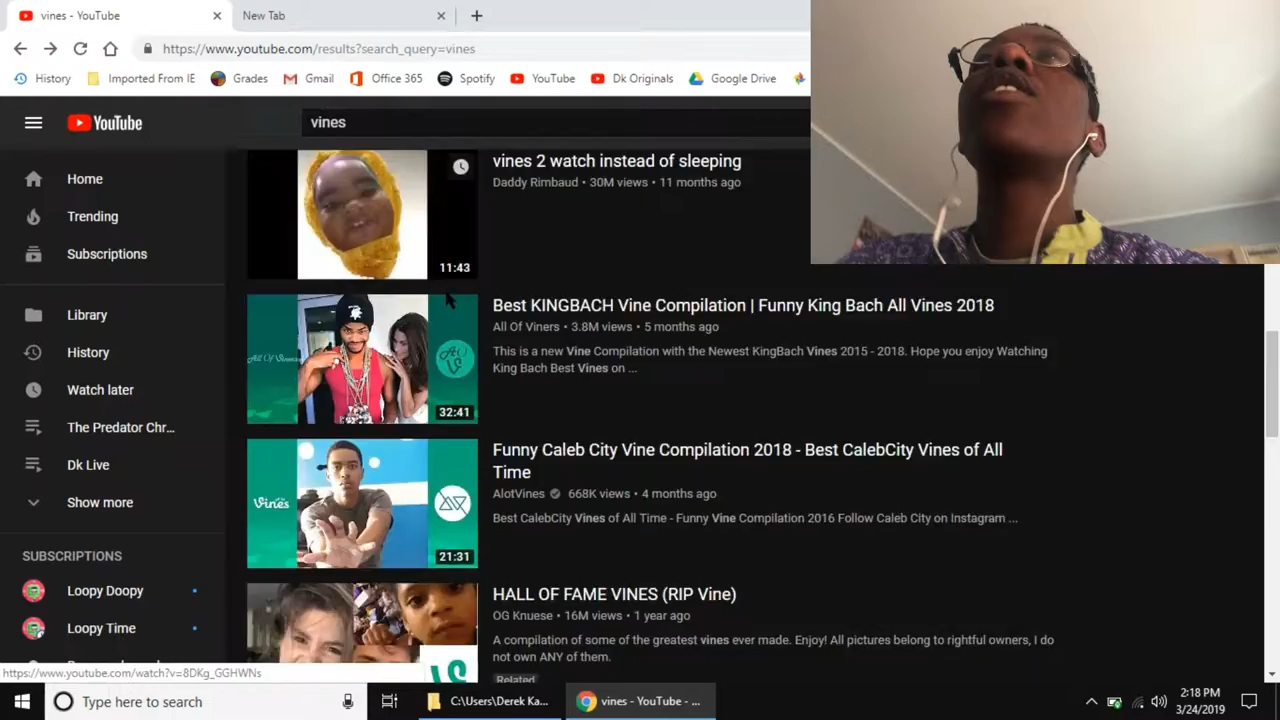 vines - YouTube
New Tab
https://www.youtube.com/results?search_query=vines
History
Imported From IE
Grades
Gmail
Office 365
Spotify
YouTube
Dk Originals
Google Drive
YouTube
vines
Home
Trending
Subscriptions
Library
History
Watch later
The Predator Chr...
Dk Live
Show more
SUBSCRIPTIONS
Loopy Doopy
Loopy Time
vines 2 watch instead of sleeping
Daddy Rimbaud • 30M views • 11 months ago
11:43
Best KINGBACH Vine Compilation | Funny King Bach All Vines 2018
All Of Viners • 3.8M views • 5 months ago
This is a new Vine Compilation with the Newest KingBach Vines 2015 - 2018. Hope you enjoy Watching
King Bach Best Vines on ...
32:41
Funny Caleb City Vine Compilation 2018 - Best CalebCity Vines of All
Time
AlotVines 668K views • 4 months ago
Best CalebCity Vines of All Time - Funny Vine Compilation 2016 Follow Caleb City on Instagram ...
Vines
21:31
HALL OF FAME VINES (RIP Vine)
OG Knuese • 16M views • 1 year ago
A compilation of some of the greatest vines ever made. Enjoy! All pictures belong to rightful owners, I do
not own ANY of them.
Related
https://www.youtube.com/watch?v=8DKg_GGHWNs
Type here to search
C:\Users\Derek Ka...
vines - YouTube - ...
2:18 PM
3/24/2019